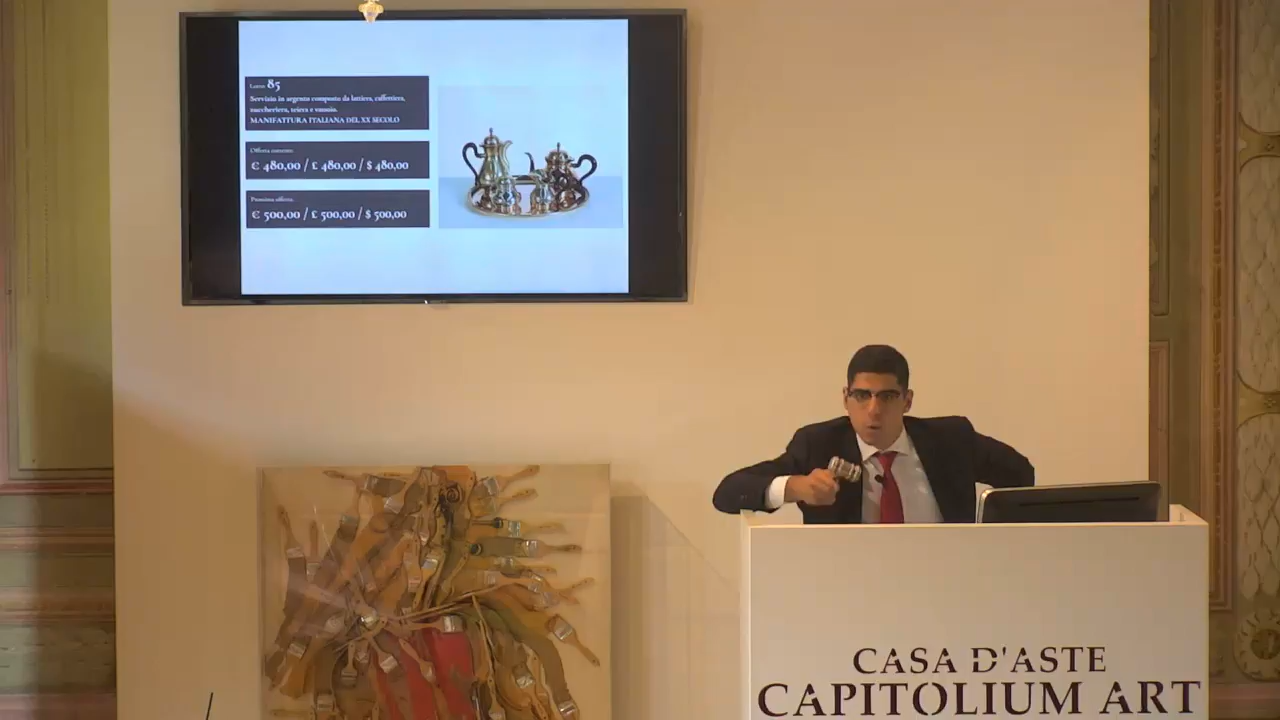 Lotto 85
Servizio in argento composto da lattiera, caffettiera,
zuccheriera, teiera e vassoio.
MANIFATTURA ITALIANA DEL XX SECOLO
Offerta corrente:
€ 480,00 / £ 480,00 / $ 480,00
Prossima offerta:
€ 500,00 / £ 500,00 / $ 500,00
CASA D'ASTE
CAPITOLIUM ART